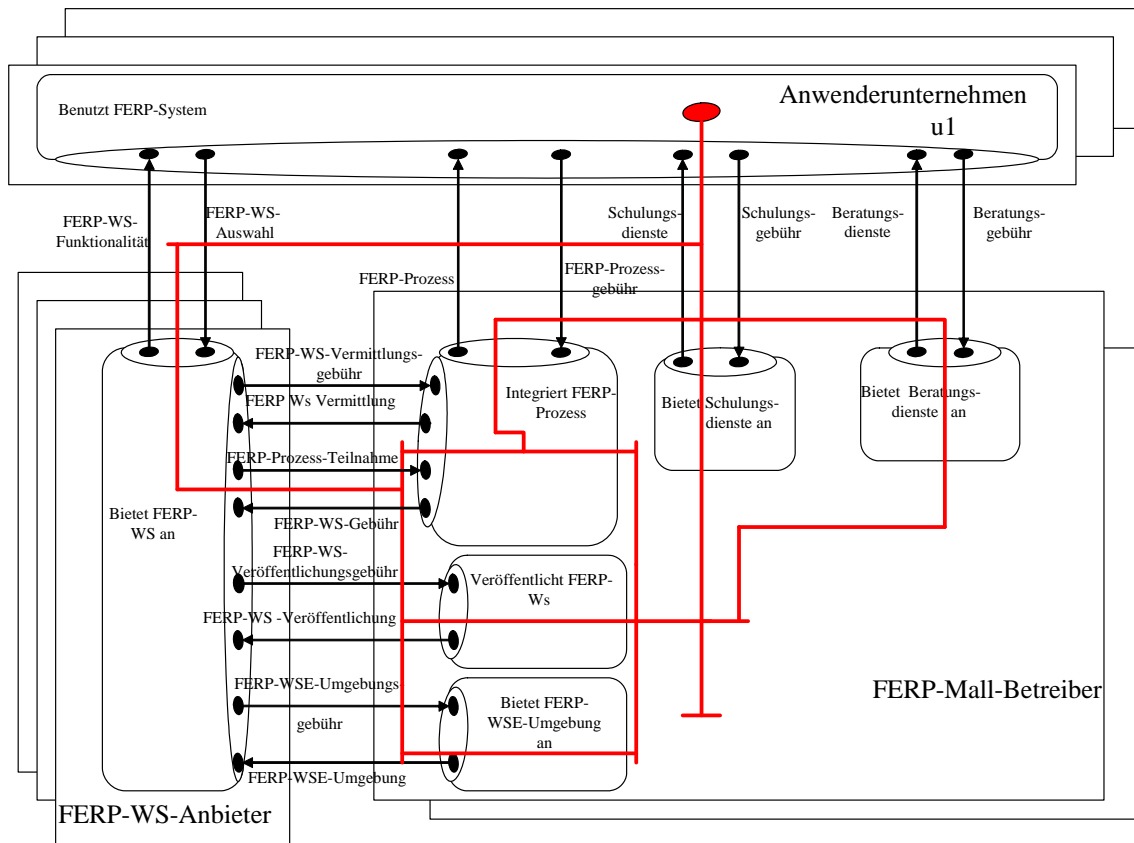 Benutzt FERP-System
Anwenderunternehmen
u1
FERP-WS-
Funktionalität
FERP-WS-
Auswahl
FERP-Prozess
FERP-Prozess-
gebühr
Schulungs-
dienste
Schulungs-
gebühr
Beratungs-
dienste
Beratungs-
gebühr
FERP-WS-Vermittlungs-
gebühr
FERP Ws Vermittlung
FERP-Prozess-Teilnahme
FERP-WS-Gebühr
FERP-WS-
Veröffentlichungsgebühr
FERP-WS -Veröffentlichung
FERP-WSE-Umgebungs-
gebühr
FERP-WSE-Umgebung
Bietet FERP-
WS an
Integriert FERP-
Prozess
Bietet Schulungs-
dienste an
Bietet Beratungs-
dienste an
Veröffentlicht FERP-
Ws
Bietet FERP-
WSE-Umgebung
an
FERP-Mall-Betreiber
FERP-WS-Anbieter